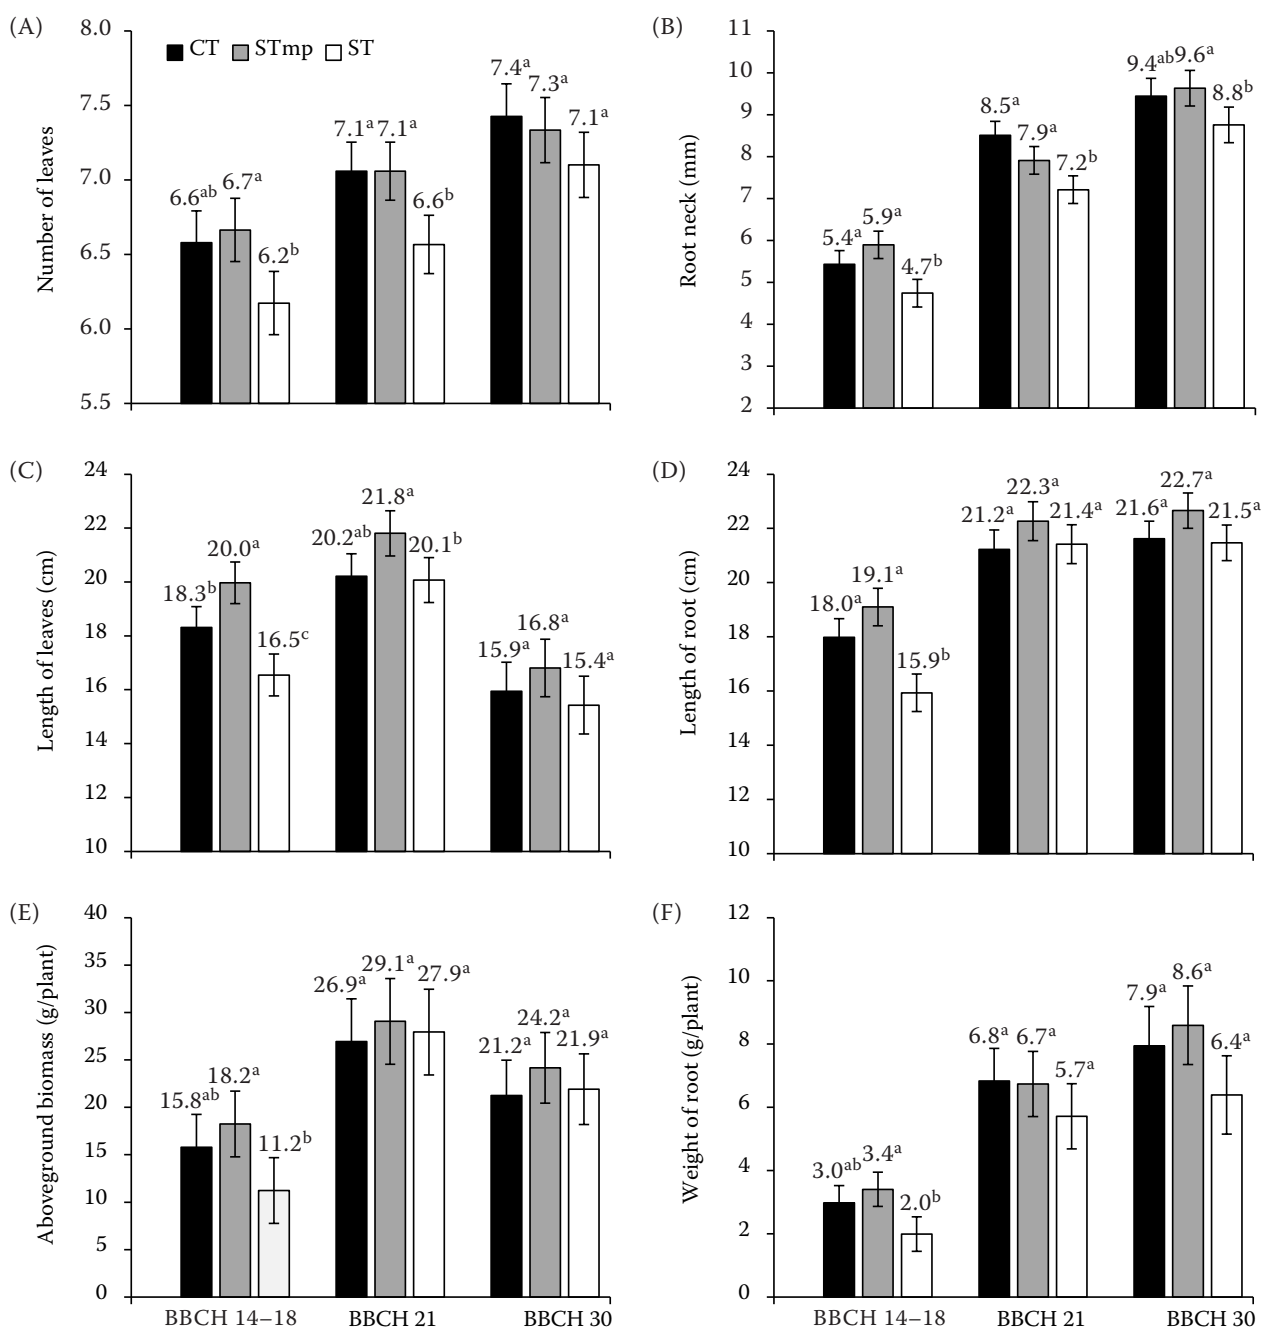 (A)
Number of leaves
8.0
7.5
7.0
6.5
6.0
5.5
CT STmp ST
6.6ab 6.7a 6.2b
7.1a 7.1a 6.6b
7.4a 7.3a 7.1a
(B)
Root neck (mm)
11
10
9
8
7
6
5
4
3
2
5.4a 5.9a 4.7b
8.5a 7.9a 7.2b
9.4ab 9.6a 8.8b
(C)
Length of leaves (cm)
24
22
20
18
16
14
12
10
18.3b 20.0a 16.5c
20.2ab 21.8a 20.1b
15.9a 16.8a 15.4a
(D)
Length of root (cm)
24
22
20
18
16
14
12
10
18.0a 19.1a 15.9b
21.2a 22.3a 21.4a
21.6a 22.7a 21.5a
(E)
Aboveground biomass (g/plant)
40
35
30
25
20
15
10
5
0
15.8ab 18.2a 11.2b
26.9a 29.1a 27.9a
21.2a 24.2a 21.9a
BBCH 14–18 BBCH 21 BBCH 30
(F)
Weight of root (g/plant)
12
10
8
6
4
2
0
3.0ab 3.4a 2.0b
6.8a 6.7a 5.7a
7.9a 8.6a 6.4a
BBCH 14–18 BBCH 21 BBCH 30